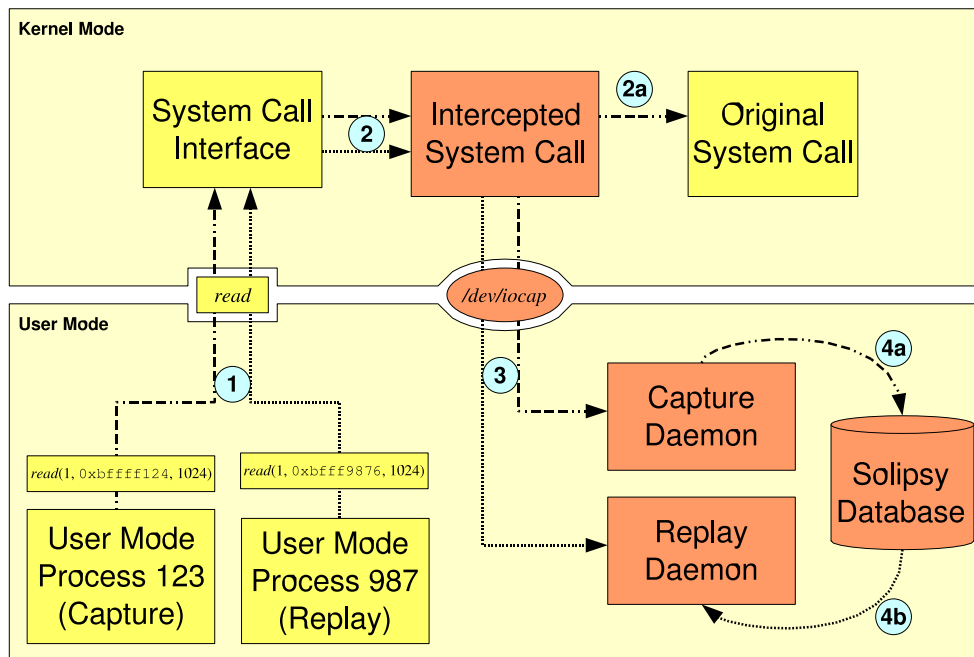 Kernel Mode
System Call
Interface
2
Intercepted
System Call
2a
Original
System Call
read
/dev/iocap
User Mode
1
3
4a
Capture
Daemon
Solipsy
Database
read(1, 0xbffff124, 1024)
read(1, 0xbfff9876, 1024)
User Mode
Process 123
(Capture)
User Mode
Process 987
(Replay)
Replay
Daemon
4b